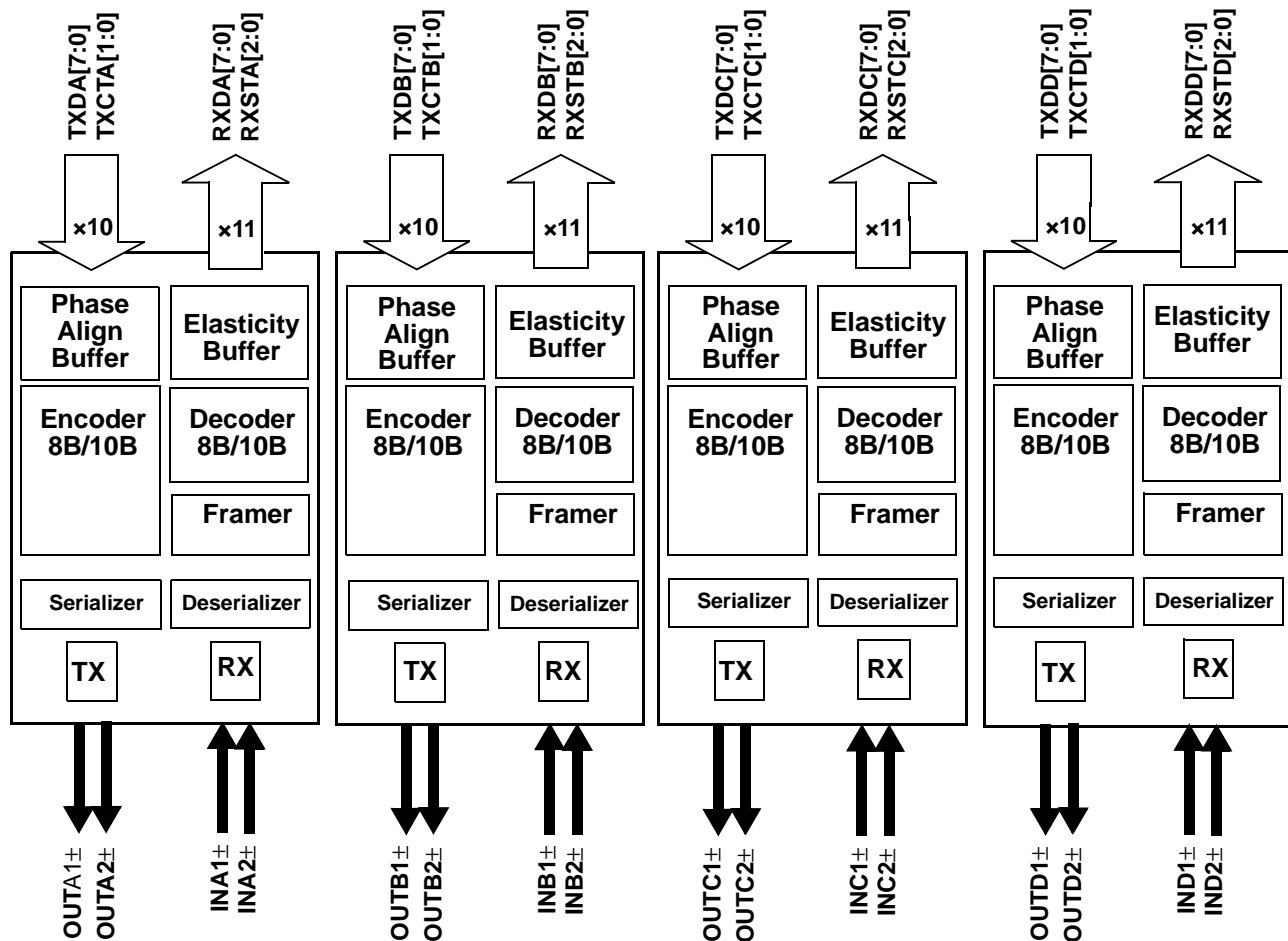 TXDA[7:0]
TXCTA[1:0]
RXDA[7:0]
RXSTA[2:0]
TXDB[7:0]
TXCTB[1:0]
RXDB[7:0]
RXSTB[2:0]
TXDC[7:0]
TXCTC[1:0]
RXDC[7:0]
RXSTC[2:0]
TXDD[7:0]
TXCTD[1:0]
RXDD[7:0]
RXSTD[2:0]
×10
×11
×10
×11
×10
×11
×10
×11
Phase
Align
Buffer
Elasticity
Buffer
Phase
Align
Buffer
Elasticity
Buffer
Phase
Align
Buffer
Elasticity
Buffer
Phase
Align
Buffer
Elasticity
Buffer
Encoder
8B/10B
Decoder
8B/10B
Encoder
8B/10B
Decoder
8B/10B
Encoder
8B/10B
Decoder
8B/10B
Encoder
8B/10B
Decoder
8B/10B
Framer
Framer
Framer
Framer
Serializer
Deserializer
Serializer
Deserializer
Serializer
Deserializer
Serializer
Deserializer
TX
RX
TX
RX
TX
RX
TX
RX
OUTA1±
OUTA2±
INA1±
INA2±
OUTB1±
OUTB2±
INB1±
INB2±
OUTC1±
OUTC2±
INC1±
INC2±
OUTD1±
OUTD2±
IND1±
IND2±